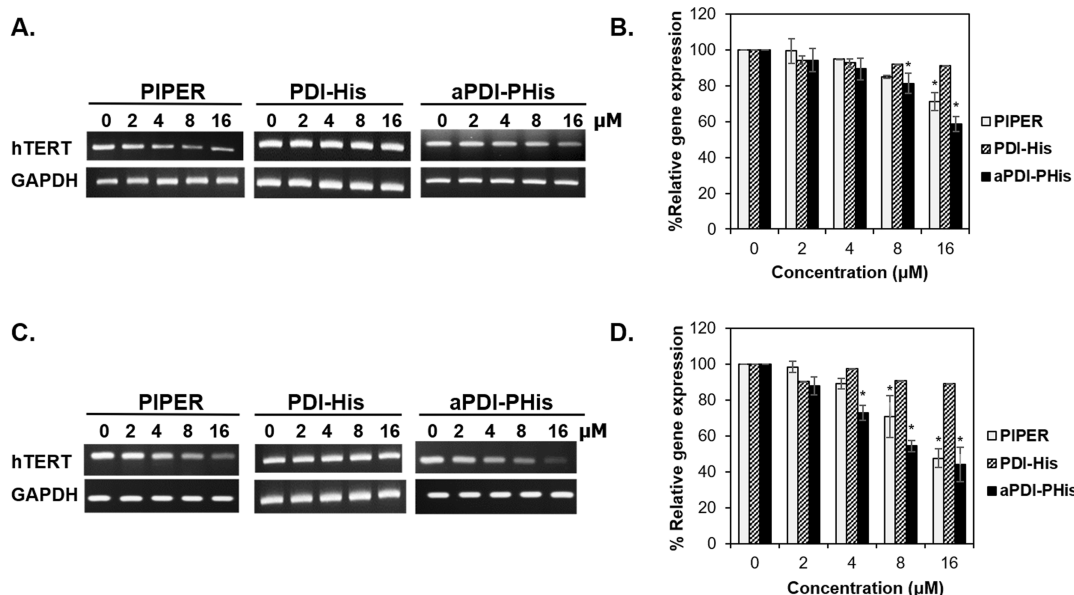 A.
PIPER PDI-His aPDI-PHis
0 2 4 8 16 0 2 4 8 16 0 2 4 8 16 µM
hTERT
GAPDH
B.
%Relative gene expression
120
100
80
60
40
20
0
* * *
0 2 4 8 16
Concentration (µM)
PIPER
PDI-His
aPDI-PHis
C.
PIPER PDI-His aPDI-PHis
0 2 4 8 16 0 2 4 8 16 0 2 4 8 16 µM
hTERT
GAPDH
D.
% Relative gene expression
120
100
80
60
40
20
0
* * * * *
0 2 4 8 16
Concentration (µM)
PIPER
PDI-His
aPDI-PHis